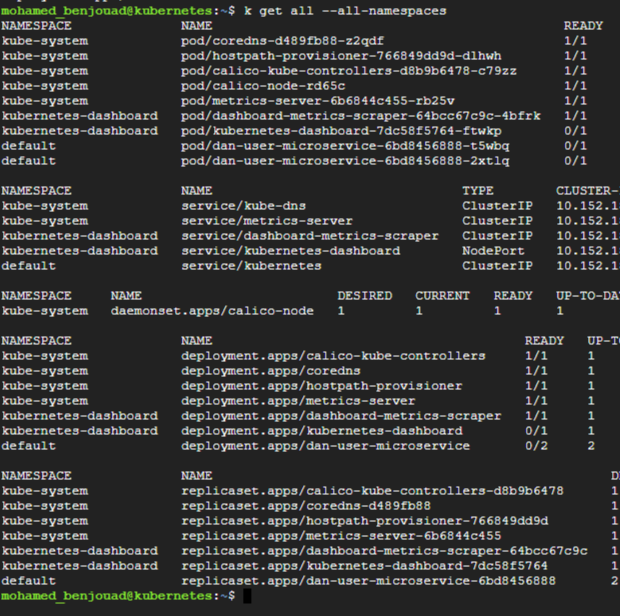 mohamed_benjouad@kubernetes:~$ k get all --all-namespaces
NAMESPACE NAME READY
kube-system pod/coredns-d489fb88-z2qdf 1/1
kube-system pod/hostpath-provisioner-766849dd9d-dlhwh 1/1
kube-system pod/calico-kube-controllers-d8b9b6478-c79zz 1/1
kube-system pod/calico-node-rd65c 1/1
kube-system pod/metrics-server-6b6844c455-rb25v 1/1
kubernetes-dashboard pod/dashboard-metrics-scraper-64bcc67c9c-4bfrk 1/1
kubernetes-dashboard pod/kubernetes-dashboard-7dc58f5764-ftwkp 0/1
default pod/dan-user-microservice-6bd8456888-t5wbq 0/1
default pod/dan-user-microservice-6bd8456888-2xtlq 0/1
NAMESPACE NAME TYPE CLUSTER-
kube-system service/kube-dns ClusterIP 10.152.1
kube-system service/metrics-server ClusterIP 10.152.1
kubernetes-dashboard service/dashboard-metrics-scraper ClusterIP 10.152.1
kubernetes-dashboard service/kubernetes-dashboard NodePort 10.152.1
default service/kubernetes ClusterIP 10.152.1
NAMESPACE NAME DESIRED CURRENT READY UP-TO-DA
kube-system daemonset.apps/calico-node 1 1 1 1
NAMESPACE NAME READY UP-T
kube-system deployment.apps/calico-kube-controllers 1/1 1
kube-system deployment.apps/coredns 1/1 1
kube-system deployment.apps/hostpath-provisioner 1/1 1
kube-system deployment.apps/metrics-server 1/1 1
kubernetes-dashboard deployment.apps/dashboard-metrics-scraper 1/1 1
kubernetes-dashboard deployment.apps/kubernetes-dashboard 0/1 1
default deployment.apps/dan-user-microservice 0/2 2
NAMESPACE NAME D
kube-system replicaset.apps/calico-kube-controllers-d8b9b6478 1
kube-system replicaset.apps/coredns-d489fb88 1
kube-system replicaset.apps/hostpath-provisioner-766849dd9d 1
kube-system replicaset.apps/metrics-server-6b6844c455 1
kubernetes-dashboard replicaset.apps/dashboard-metrics-scraper-64bcc67c9c 1
kubernetes-dashboard replicaset.apps/kubernetes-dashboard-7dc58f5764 1
default replicaset.apps/dan-user-microservice-6bd8456888 2
mohamed_benjouad@kubernetes:~$